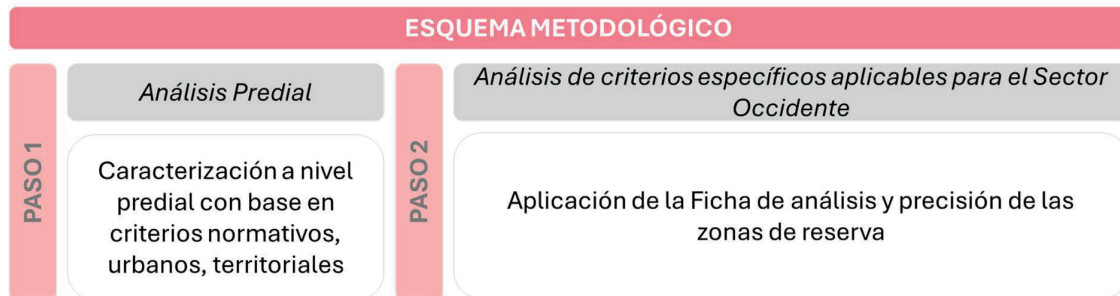 ESQUEMA METODOLÓGICO
PASO 1
Análisis Predial
Caracterización a nivel
predial con base en
criterios normativos,
urbanos, territoriales
PASO 2
Análisis de criterios específicos aplicables para el Sector
Occidente
Aplicación de la Ficha de análisis y precisión de las
zonas de reserva